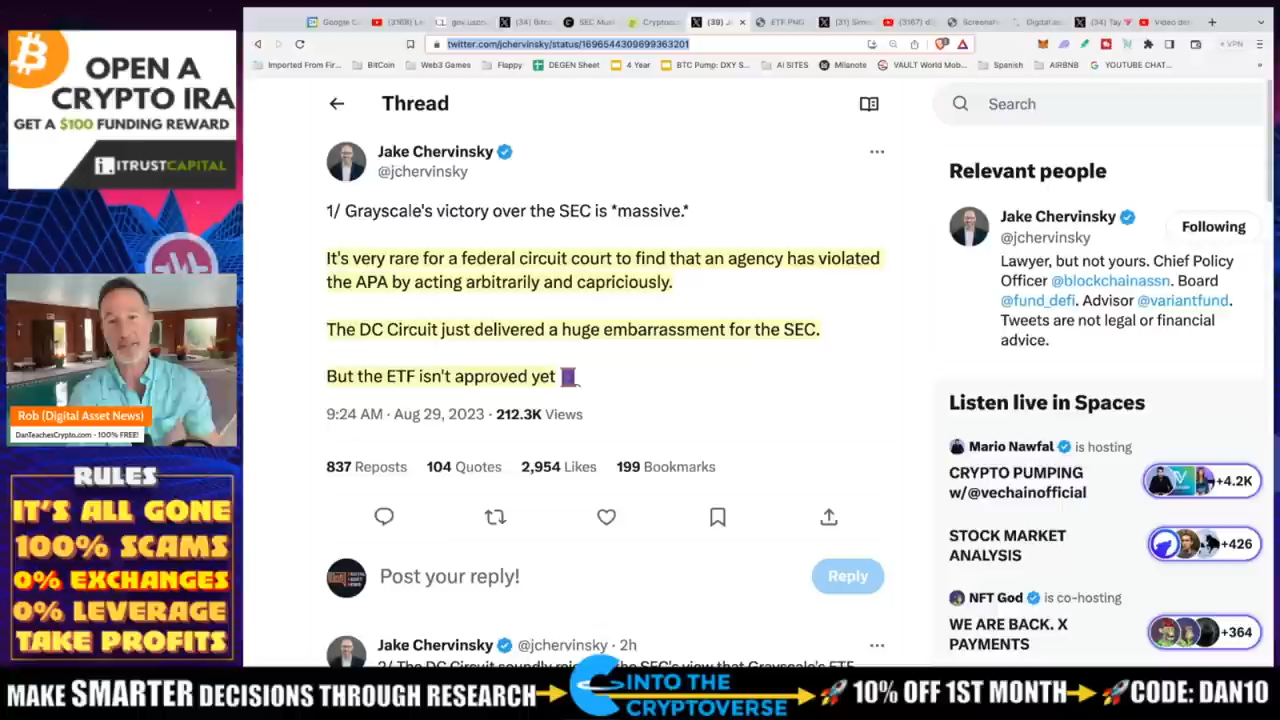 OPEN A
CRYPTO IRA
GET A $100 FUNDING REWARD
ITRUSTCAPITAL
Rob (Digital Asset News)
DanTeachesCrypto.com - 100% FREE!
RULES
IT'S ALL GONE
100% SCAMS
0% EXCHANGES
0% LEVERAGE
TAKE PROFITS
twitter.com/jchervinsky/status/1696544309699363201
VPN
Imported From Fir...
BitCoin
Web3 Games
Flappy
DEGEN Sheet
4 Year
BTC Pump: DXY S...
AI SITES
Milanote
VAULT World Mob...
Spanish
AIRBNB
YOUTUBE CHAT...
Thread
Jake Chervinsky
@jchervinsky
1/ Grayscale's victory over the SEC is *massive.*
It's very rare for a federal circuit court to find that an agency has violated
the APA by acting arbitrarily and capriciously.
The DC Circuit just delivered a huge embarrassment for the SEC.
But the ETF isn't approved yet
9:24 AM · Aug 29, 2023 · 212.3K Views
837 Reposts 104 Quotes 2,954 Likes 199 Bookmarks
Post your reply!
Reply
Jake Chervinsky @jchervinsky · 2h
Search
Relevant people
Jake Chervinsky
@jchervinsky
Following
Lawyer, but not yours. Chief Policy
Officer @blockchainassn. Board
@fund_defi. Advisor @variantfund.
Tweets are not legal or financial
advice.
Listen live in Spaces
Mario Nawfal is hosting
CRYPTO PUMPING
w/@vechainofficial
+4.2K
STOCK MARKET
ANALYSIS
+426
NFT God is co-hosting
WE ARE BACK. X
PAYMENTS
+364
MAKE SMARTER DECISIONS THROUGH RESEARCH
INTO THE
CRYPTOVERSE
10% OFF 1ST MONTH
CODE: DAN10